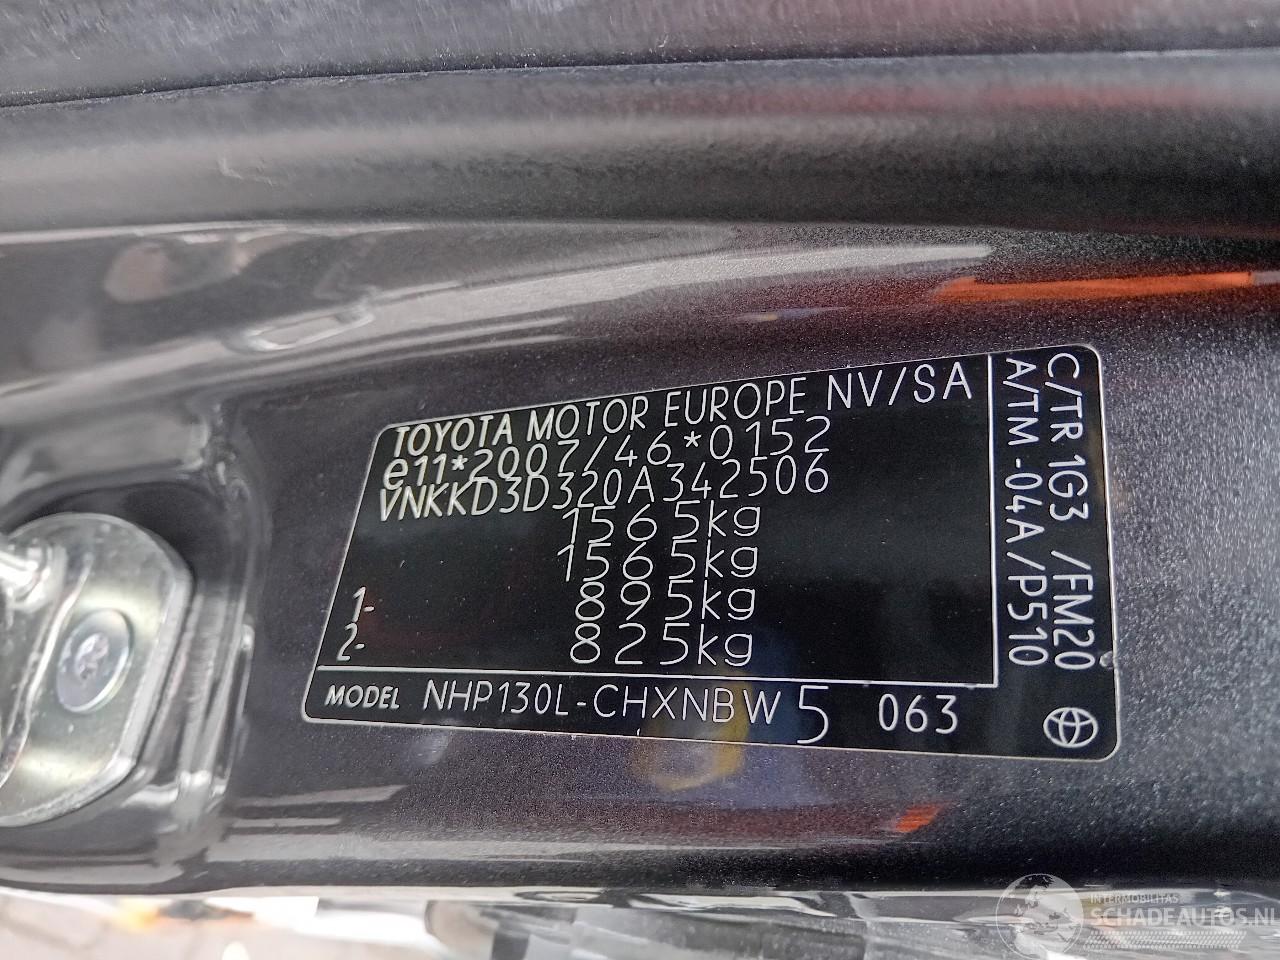 TOYOTA MOTOR EUROPE NV/SA
e11*2007/46*0152
VNKKD3D320A342506
1565kg
1565kg
1- 895kg
2- 825kg
MODEL NHP130L-CHXNBW 5 063
C/TR 1G3 /FM20
A/TM -04A/P510
INTERMOBILITAS
SCHADEAUTOS.NL